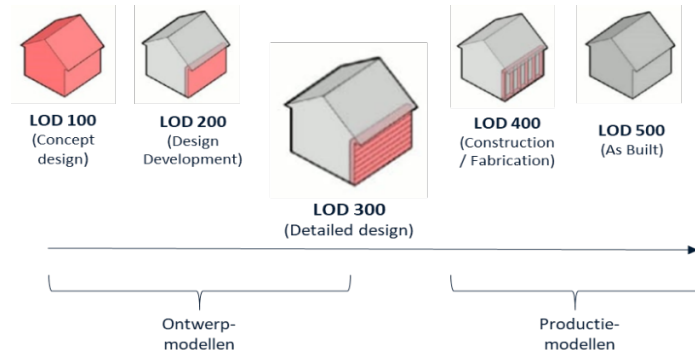 LOD 100
(Concept
design)
LOD 200
(Design
Development)
LOD 300
(Detailed design)
LOD 400
(Construction
/ Fabrication)
LOD 500
(As Built)
Ontwerp-
modellen
Productie-
modellen